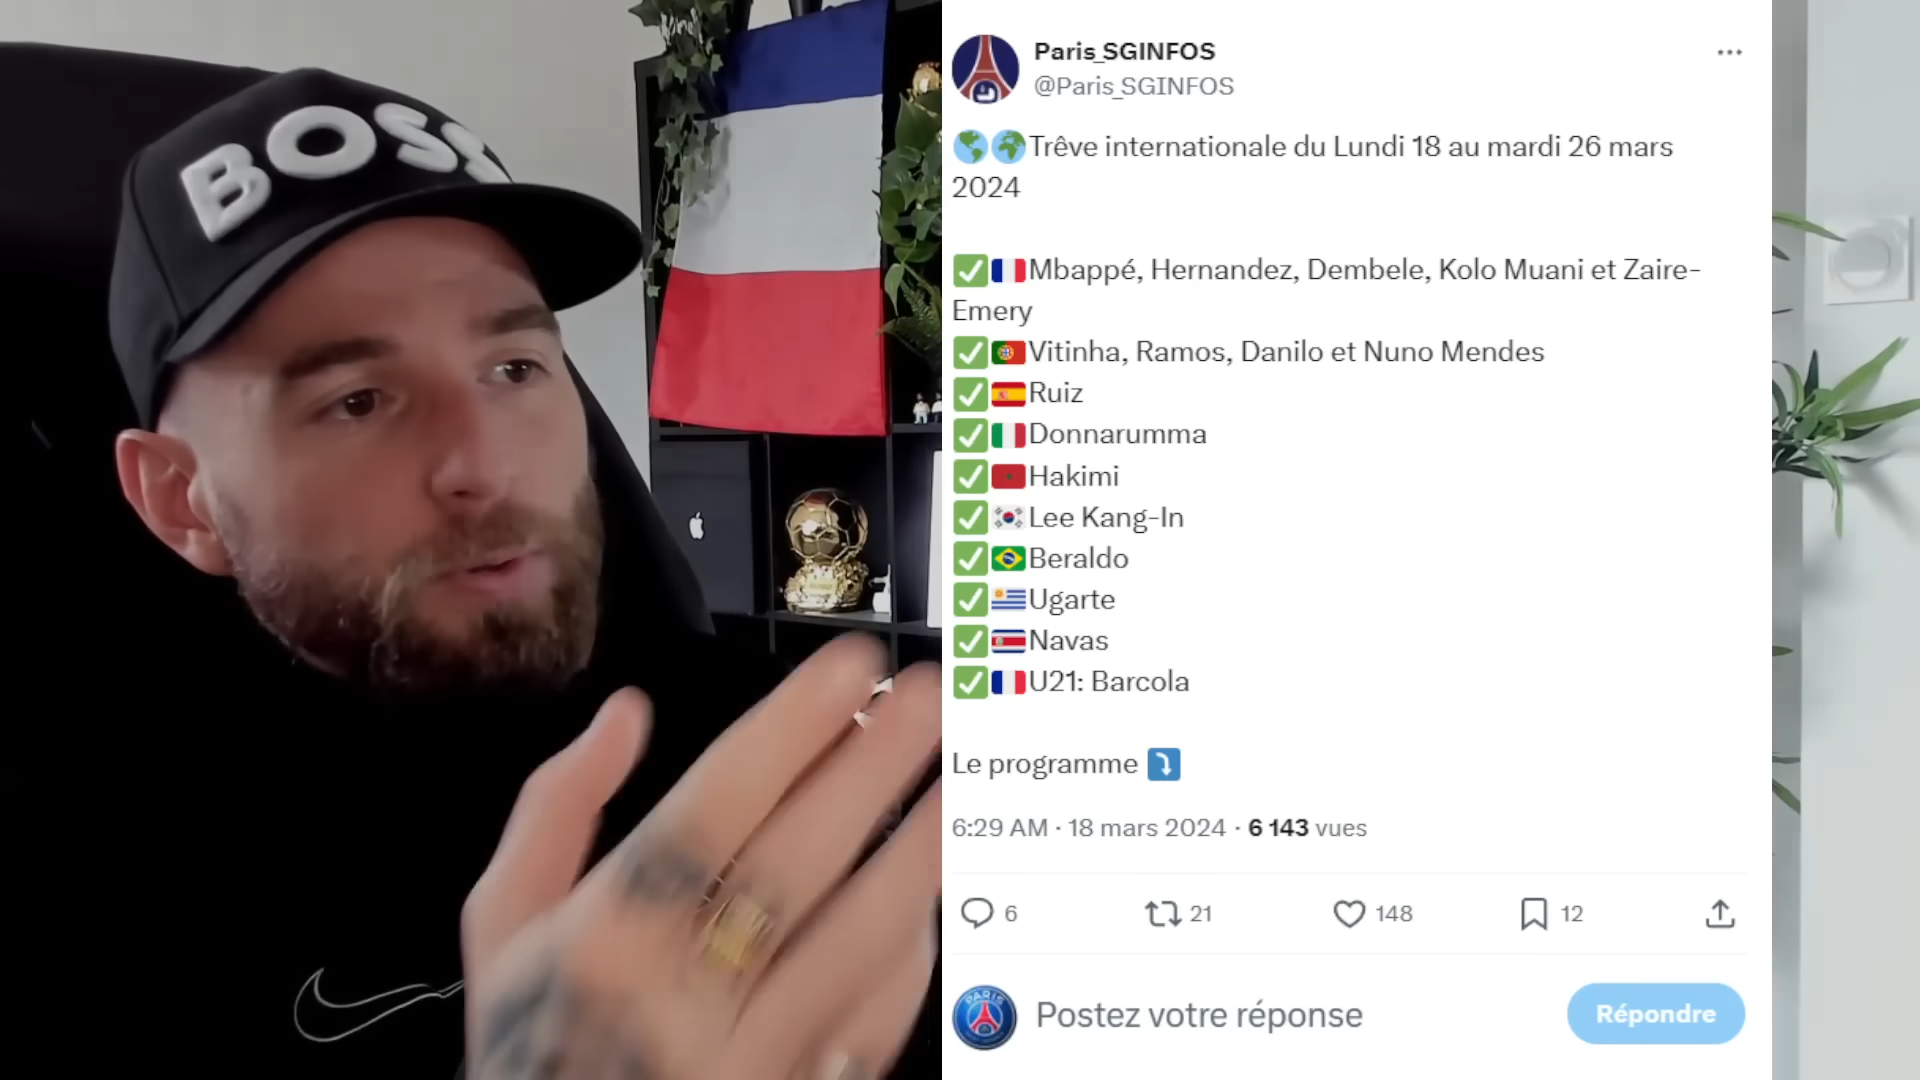 BOSS
Paris_SGINFOS
@Paris_SGINFOS
🌎🌍Trêve internationale du Lundi 18 au mardi 26 mars
2024
✅🇫🇷Mbappé, Hernandez, Dembele, Kolo Muani et Zaire-
Emery
✅🇵🇹Vitinha, Ramos, Danilo et Nuno Mendes
✅🇪🇸Ruiz
✅🇮🇹Donnarumma
✅🇲🇦Hakimi
✅🇰🇷Lee Kang-In
✅🇧🇷Beraldo
✅🇺🇾Ugarte
✅🇨🇷Navas
✅🇫🇷U21: Barcola
Le programme ⤵️
6:29 AM · 18 mars 2024 · 6 143 vues
6 21 148 12
PARIS
Postez votre réponse
Répondre